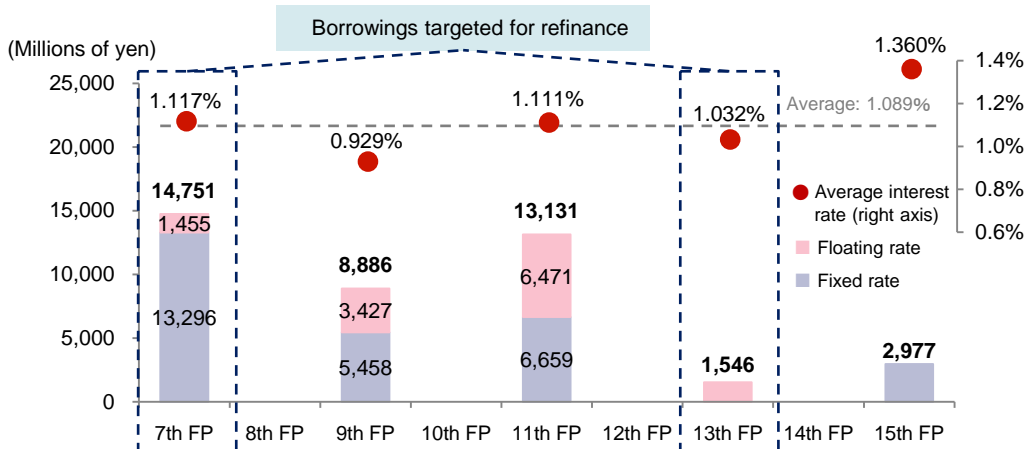 Borrowings targeted for refinance
(Millions of yen)
25,000
20,000
15,000
10,000
5,000
0
1.117%
0.929%
1.111%
1.032%
1.360%
Average: 1.089%
14,751
1,455
13,296
8,886
3,427
5,458
13,131
6,471
6,659
1,546
2,977
1.4%
1.2%
1.0%
0.8%
0.6%
Average interest
rate (right axis)
Floating rate
Fixed rate
7th FP
8th FP
9th FP
10th FP
11th FP
12th FP
13th FP
14th FP
15th FP